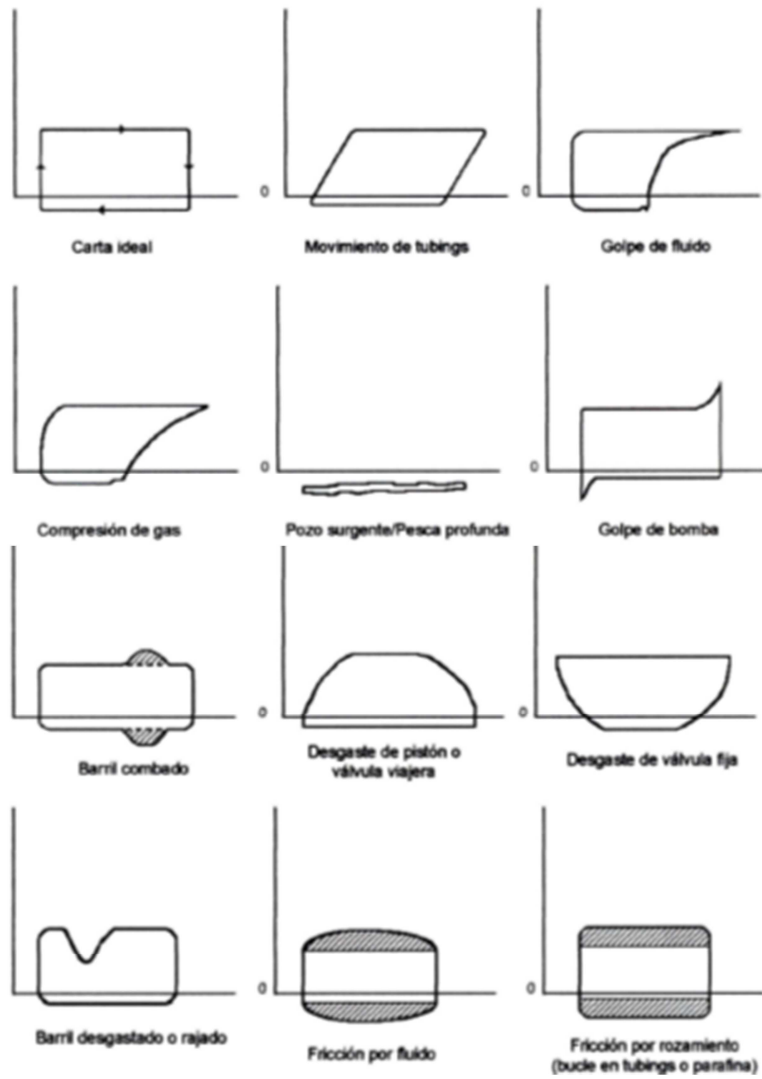 0
0
Carta ideal
Movimiento de tubings
Golpe de fluido
0
0
Compresión de gas
Pozo surgente/Pesca profunda
Golpe de bomba
0
0
Barril combado
Desgaste de pistón o
válvula viajera
Desgaste de válvula fija
0
0
Barril desgastado o rajado
Fricción por fluido
Fricción por rozamiento
(bucle en tubings o parafina)